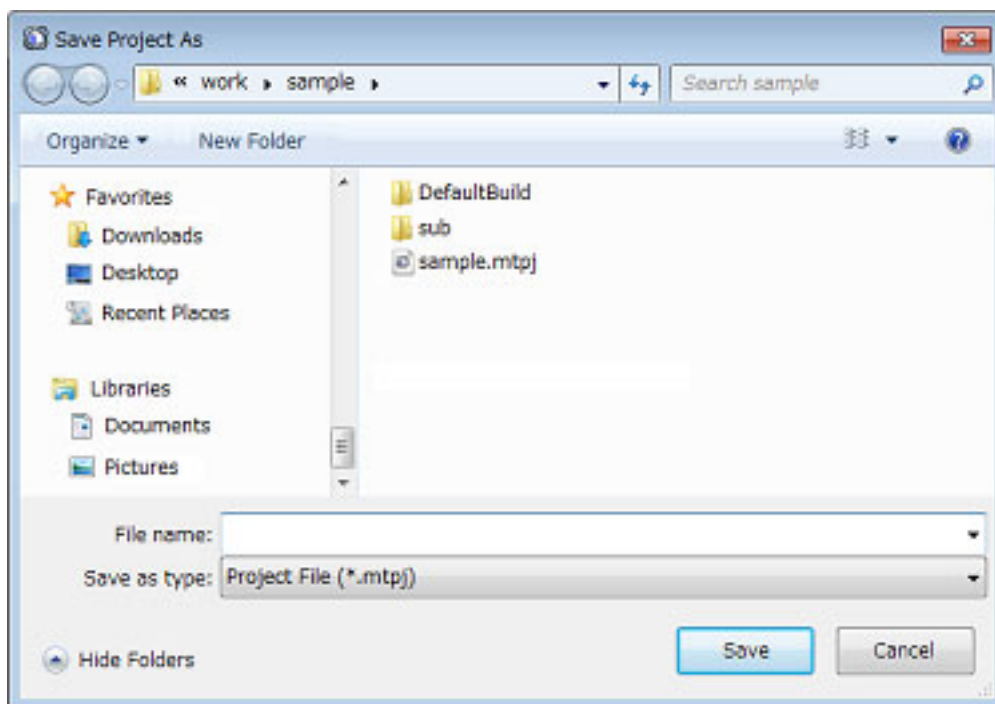 Save Project As
« work sample Search sample
Organize New Folder
Favorites
Downloads
Desktop
Recent Places
Libraries
Documents
Pictures
DefaultBuild
sub
sample.mtpj
File name:
Save as type: Project File (*.mtpj)
Hide Folders Save Cancel